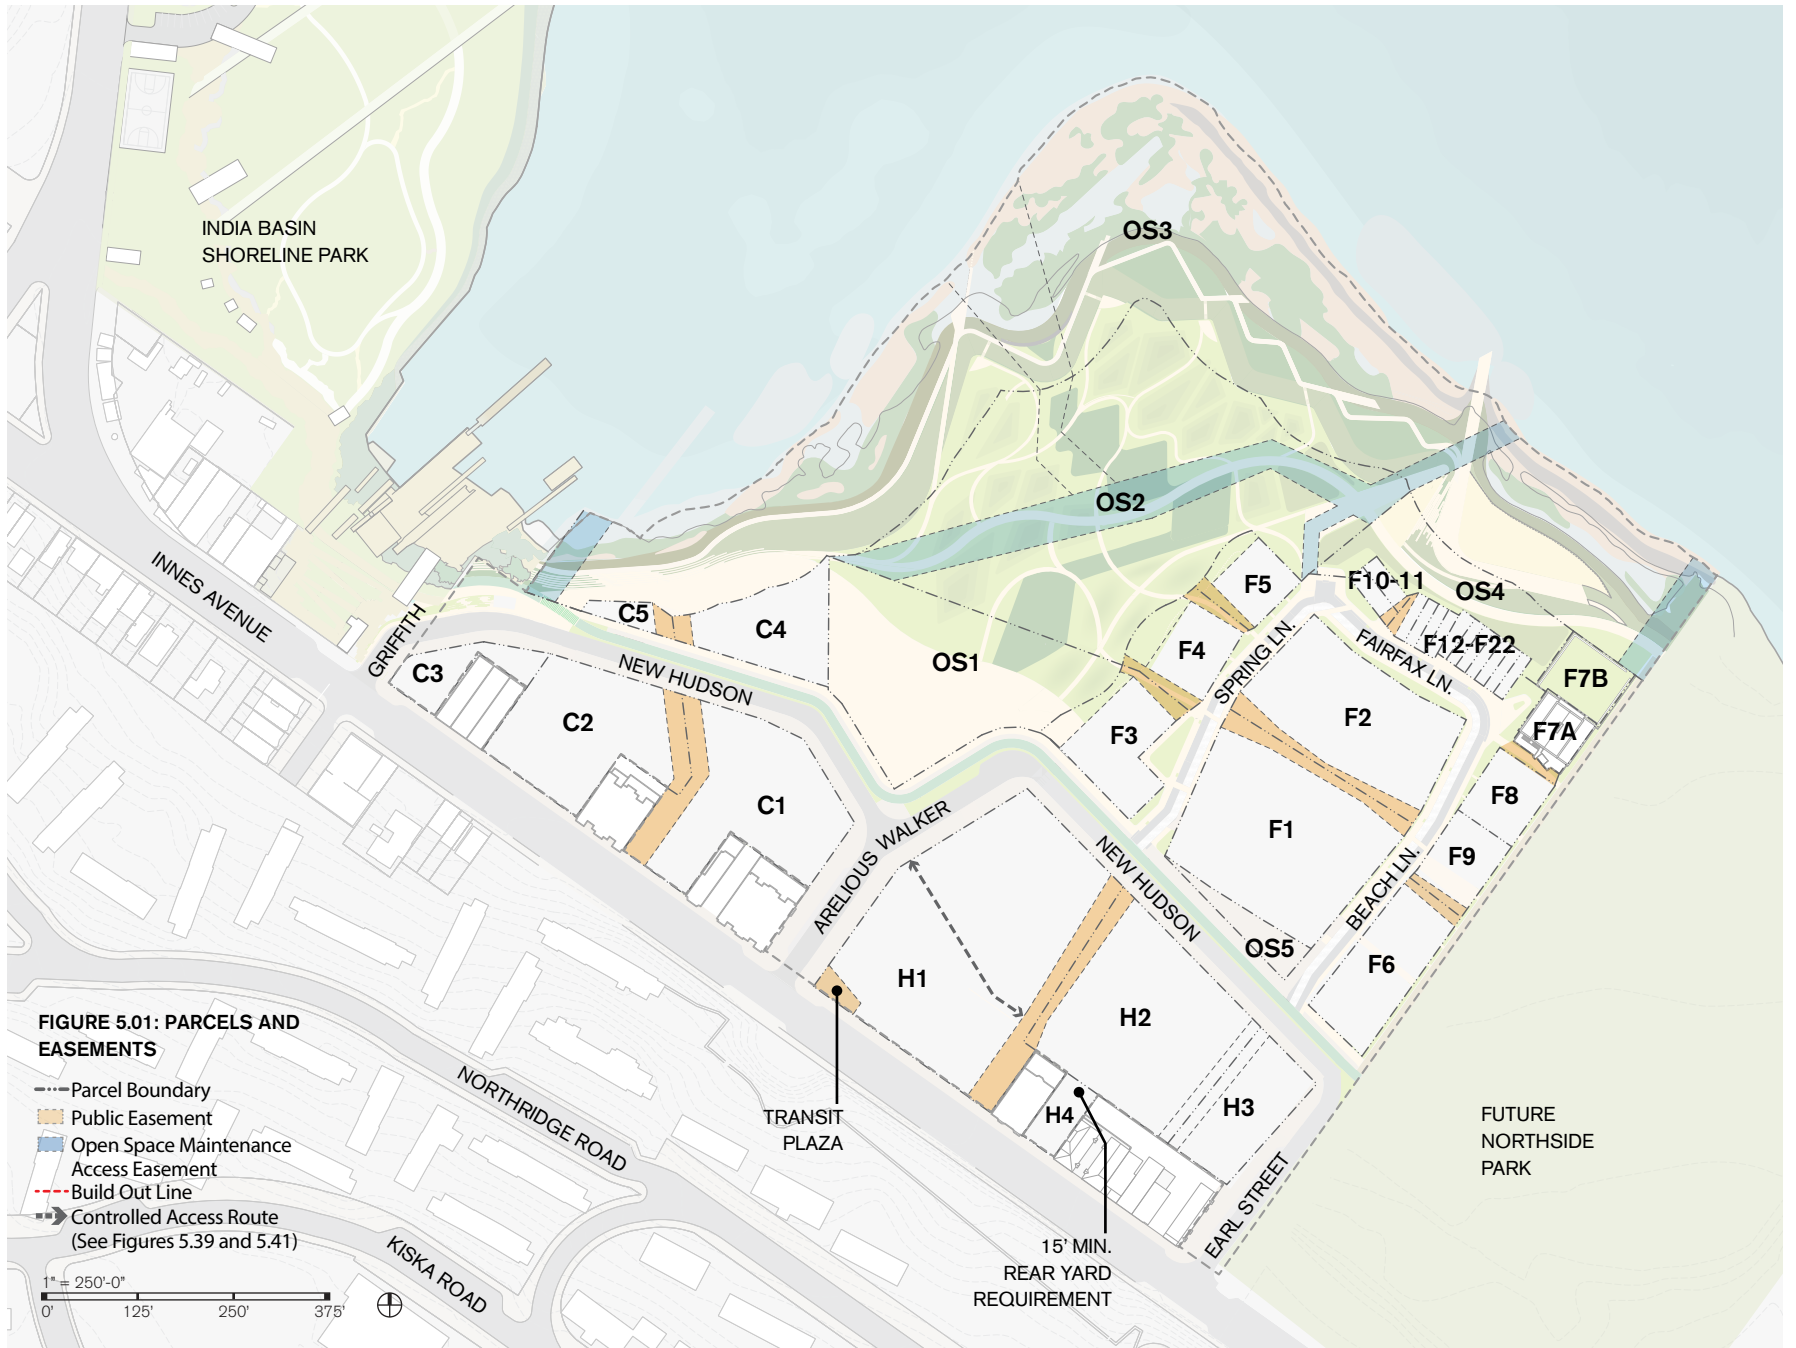 INDIA BASIN
SHORELINE PARK
OS3
OS2
INNES AVENUE
GRIFFITH
C5
C4
C3
NEW HUDSON
C2
C1
OS1
F5
F4
F3
SPRING LN.
F10-11
OS4
F12-F22
FAIRFAX LN.
F7B
F7A
F2
F1
F8
F9
BEACH LN.
F6
OS5
ARELIOUS WALKER
NEW HUDSON
H1
H2
H3
H4
EARL STREET
TRANSIT
PLAZA
15' MIN.
REAR YARD
REQUIREMENT
FUTURE
NORTHSIDE
PARK
NORTHRIDGE ROAD
KISKA ROAD
FIGURE 5.01: PARCELS AND
EASEMENTS
Parcel Boundary
Public Easement
Open Space Maintenance
Access Easement
Build Out Line
Controlled Access Route
(See Figures 5.39 and 5.41)
1" = 250'-0"
0' 125' 250' 375'